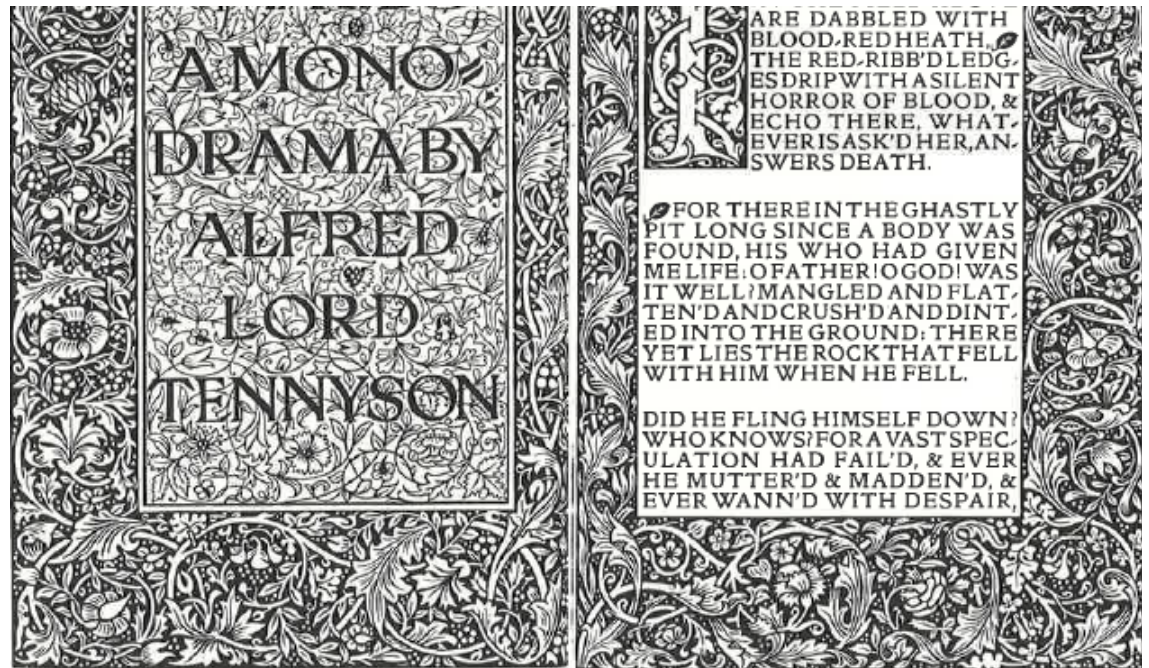 A MONO-
DRAMA BY
ALFRED
LORD
TENNYSON
ARE DABBLED WITH
BLOOD-RED HEATH,
THE RED-RIBB'D LEDG-
ES DRIP WITH A SILENT
HORROR OF BLOOD, &
ECHO THERE, WHAT-
EVER IS ASK'D HER, AN-
SWERS DEATH.
FOR THERE IN THE GHASTLY
PIT LONG SINCE A BODY WAS
FOUND, HIS WHO HAD GIVEN
ME LIFE: O FATHER! O GOD! WAS
IT WELL? MANGLED AND FLAT-
TEN'D AND CRUSH'D AND DINT-
ED INTO THE GROUND: THERE
YET LIES THE ROCK THAT FELL
WITH HIM WHEN HE FELL.
DID HE FLING HIMSELF DOWN?
WHO KNOWS? FOR A VAST SPEC-
ULATION HAD FAIL'D, & EVER
HE MUTTER'D & MADDEN'D, &
EVER WANN'D WITH DESPAIR,